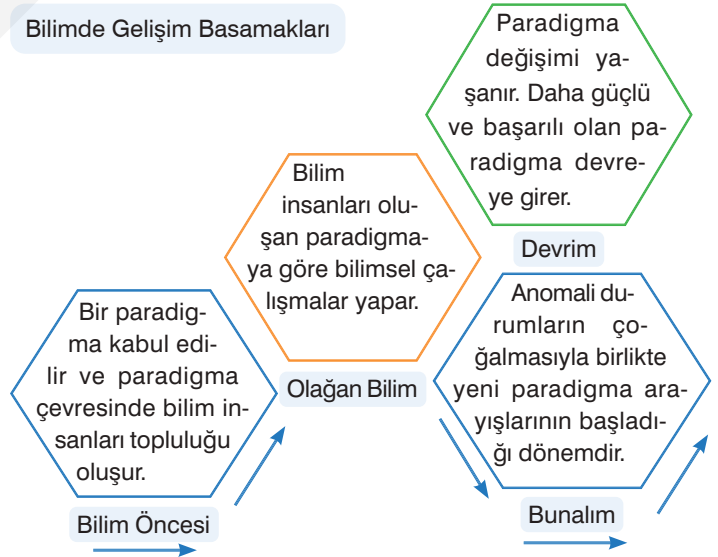 Bilimde Gelişim Basamakları
Bir paradig-
ma kabul edi-
lir ve paradigma
çevresinde bilim in-
sanları topluluğu
oluşur.
Bilim Öncesi
Bilim
insanları olu-
şan paradigma-
ya göre bilimsel ça-
lışmalar yapar.
Olağan Bilim
Anomali du-
rumların ço-
ğalmasıyla birlikte
yeni paradigma ara-
yışlarının başladı-
ğı dönemdir.
Bunalım
Paradigma
değişimi ya-
şanır. Daha güçlü
ve başarılı olan pa-
radigma devre-
ye girer.
Devrim